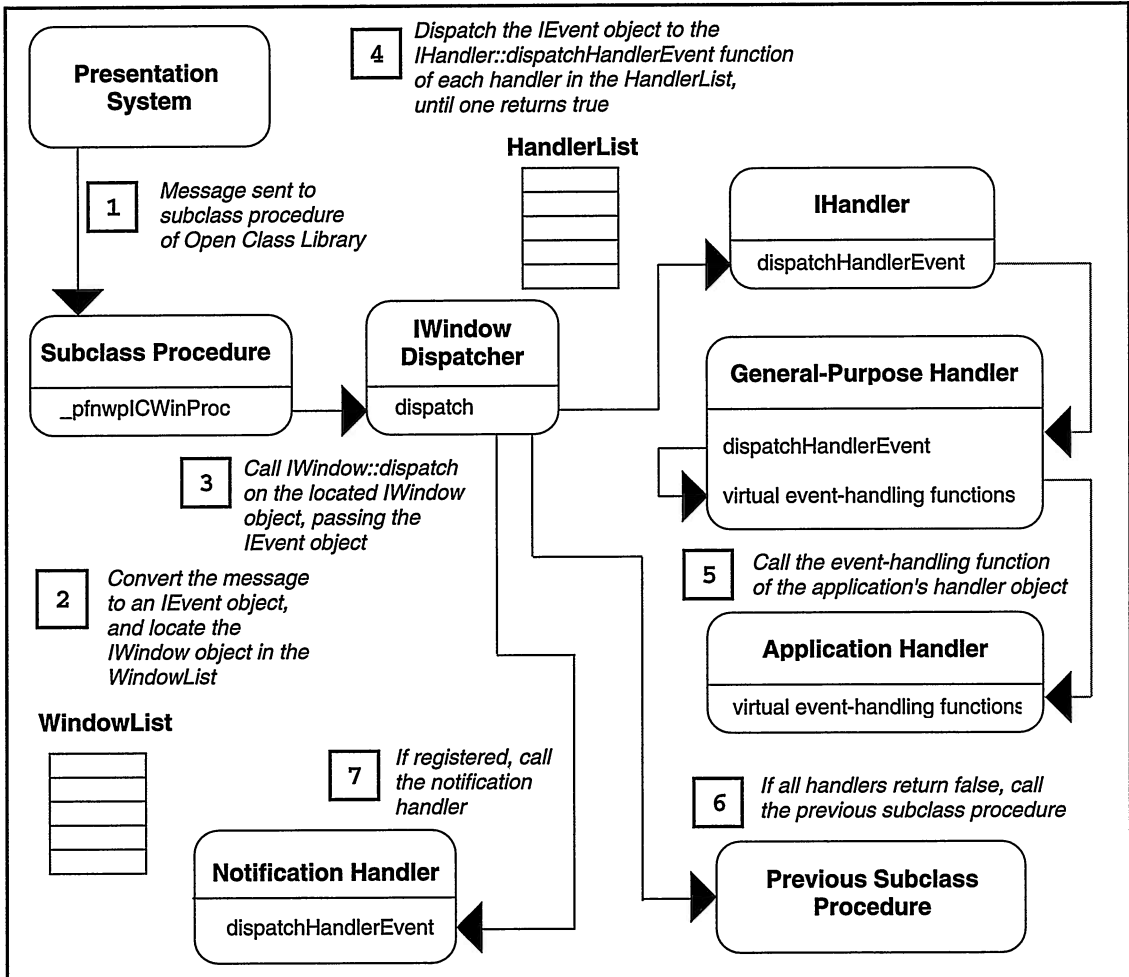 Presentation
System
4
Dispatch the IEvent object to the
IHandler::dispatchHandlerEvent function
of each handler in the HandlerList,
until one returns true
HandlerList
1
Message sent to
subclass procedure
of Open Class Library
IHandler
dispatchHandlerEvent
Subclass Procedure
_pfnwpICWinProc
IWindow
Dispatcher
dispatch
General-Purpose Handler
dispatchHandlerEvent
virtual event-handling functions
3
Call IWindow::dispatch
on the located IWindow
object, passing the
IEvent object
2
Convert the message
to an IEvent object,
and locate the
IWindow object in the
WindowList
5
Call the event-handling function
of the application's handler object
Application Handler
virtual event-handling functions
WindowList
7
If registered, call
the notification
handler
6
If all handlers return false, call
the previous subclass procedure
Notification Handler
dispatchHandlerEvent
Previous Subclass
Procedure